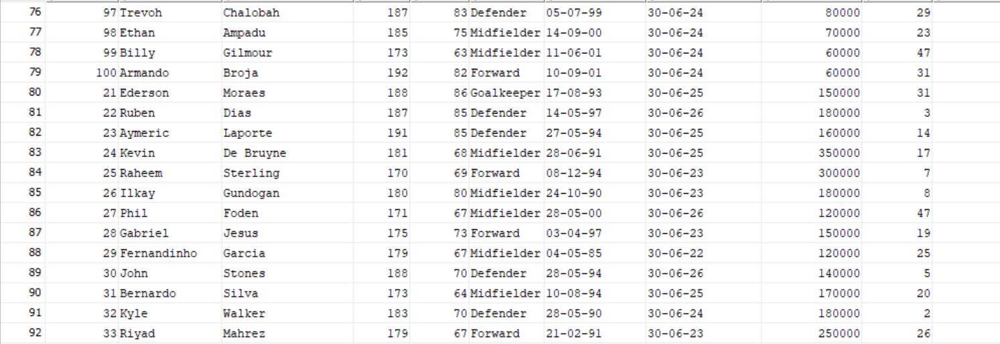 76 97 Trevoh Chalobah 187 83 Defender 05-07-99 30-06-24 80000 29
77 98 Ethan Ampadu 185 75 Midfielder 14-09-00 30-06-24 70000 23
78 99 Billy Gilmour 173 63 Midfielder 11-06-01 30-06-24 60000 47
79 100 Armando Broja 192 82 Forward 10-09-01 30-06-24 60000 31
80 21 Ederson Moraes 188 86 Goalkeeper 17-08-93 30-06-25 150000 31
81 22 Ruben Dias 187 85 Defender 14-05-97 30-06-26 180000 3
82 23 Aymeric Laporte 191 85 Defender 27-05-94 30-06-25 160000 14
83 24 Kevin De Bruyne 181 68 Midfielder 28-06-91 30-06-25 350000 17
84 25 Raheem Sterling 170 69 Forward 08-12-94 30-06-23 300000 7
85 26 Ilkay Gundogan 180 80 Midfielder 24-10-90 30-06-23 180000 8
86 27 Phil Foden 171 67 Midfielder 28-05-00 30-06-26 120000 47
87 28 Gabriel Jesus 175 73 Forward 03-04-97 30-06-23 150000 19
88 29 Fernandinho Garcia 179 67 Midfielder 04-05-85 30-06-22 120000 25
89 30 John Stones 188 70 Defender 28-05-94 30-06-26 140000 5
90 31 Bernardo Silva 173 64 Midfielder 10-08-94 30-06-25 170000 20
91 32 Kyle Walker 183 70 Defender 28-05-90 30-06-24 180000 2
92 33 Riyad Mahrez 179 67 Forward 21-02-91 30-06-23 250000 26